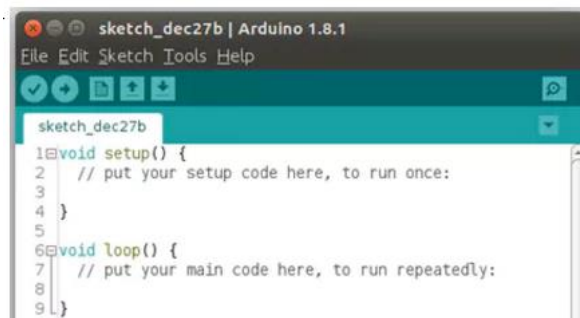 sketch_dec27b | Arduino 1.8.1
File Edit Sketch Tools Help
sketch_dec27b
1 void setup() {
2 // put your setup code here, to run once:
3
4 }
5
6 void loop() {
7 // put your main code here, to run repeatedly:
8
9 }